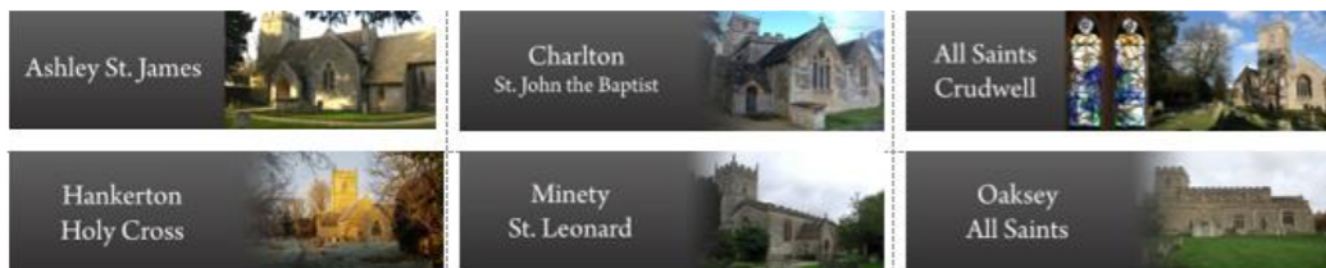 Ashley St. James
Charlton
St. John the Baptist
All Saints
Crudwell
Hankerton
Holy Cross
Minety
St. Leonard
Oaksey
All Saints